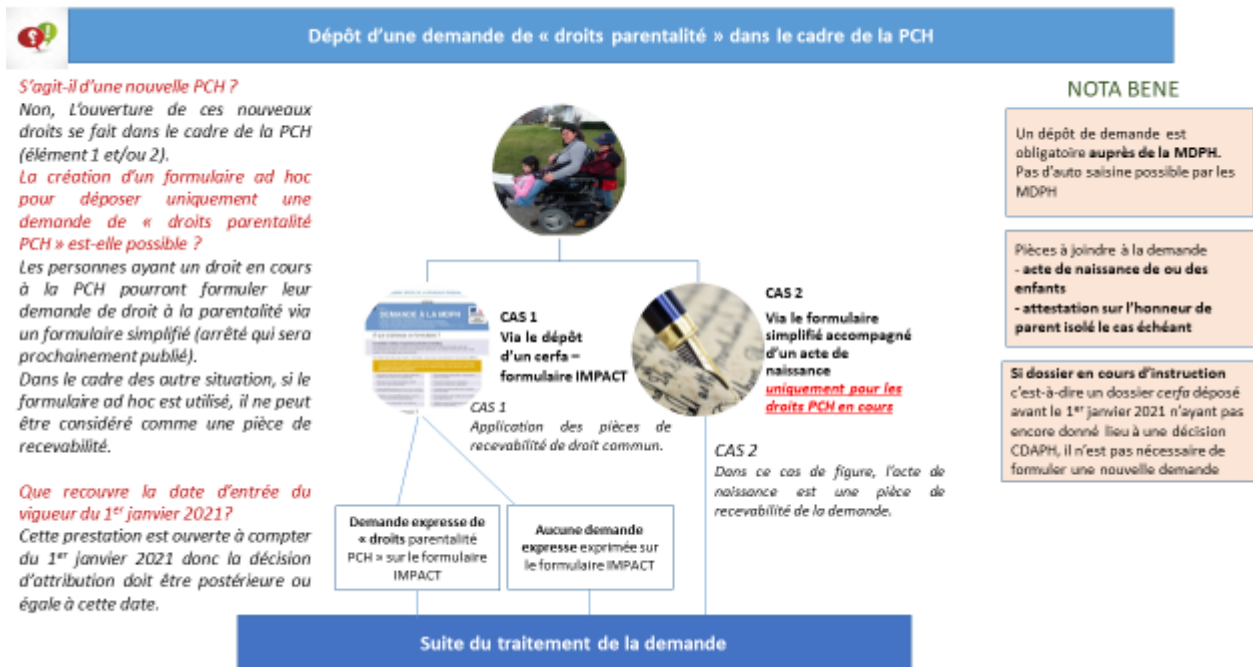 Dépôt d'une demande de « droits parentalité » dans le cadre de la PCH
S'agit-il d'une nouvelle PCH ?
Non, L'ouverture de ces nouveaux
droits se fait dans le cadre de la PCH
(élément 1 et/ou 2).
La création d'un formulaire ad hoc
pour déposer uniquement une
demande de « droits parentalité
PCH » est-elle possible ?
Les personnes ayant un droit en cours
à la PCH pourront formuler leur
demande de droit à la parentalité via
un formulaire simplifié (arrêté qui sera
prochainement publié).
Dans le cadre des autre situation, si le
formulaire ad hoc est utilisé, il ne peut
être considéré comme une pièce de
recevabilité.
Que recouvre la date d'entrée du
vigueur du 1er janvier 2021?
Cette prestation est ouverte à compter
du 1er janvier 2021 donc la décision
d'attribution doit être postérieure ou
égale à cette date.
DEMANDE À LA MDPH
CAS 1
Via le dépôt
d'un cerfa –
formulaire IMPACT
CAS 1
Application des pièces de
recevabilité de droit commun.
CAS 2
Via le formulaire
simplifié accompagné
d'un acte de
naissance
uniquement pour les
droits PCH en cours
CAS 2
Dans ce cas de figure, l'acte de
naissance est une pièce de
recevabilité de la demande.
Demande expresse de
« droits parentalité
PCH » sur le formulaire
IMPACT
Aucune demande
expresse exprimée sur
le formulaire IMPACT
Suite du traitement de la demande
NOTA BENE
Un dépôt de demande est
obligatoire auprès de la MDPH.
Pas d'auto saisine possible par les
MDPH
Pièces à joindre à la demande
- acte de naissance de ou des
enfants
- attestation sur l'honneur de
parent isolé le cas échéant
Si dossier en cours d'instruction
c'est-à-dire un dossier cerfa déposé
avant le 1er janvier 2021 n'ayant pas
encore donné lieu à une décision
CDAPH, il n'est pas nécessaire de
formuler une nouvelle demande